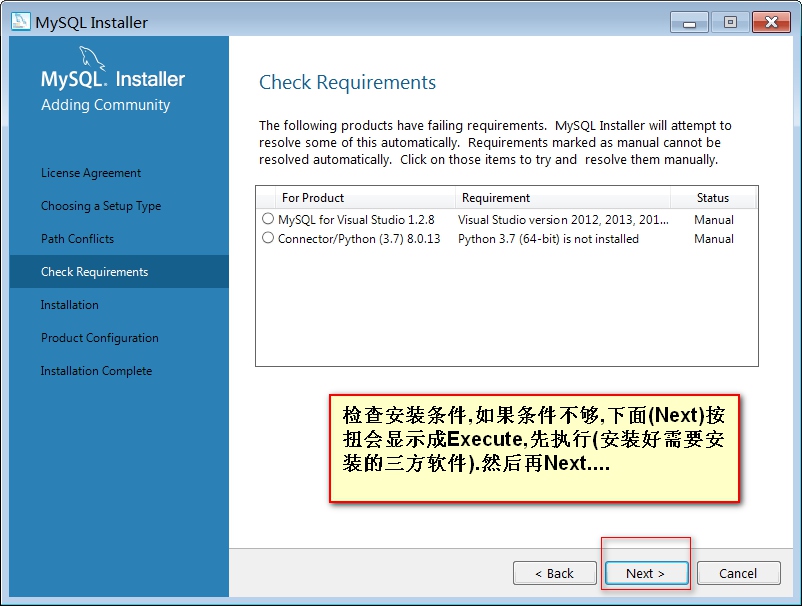 MySQL Installer
MySQL. Installer
Adding Community
License Agreement
Choosing a Setup Type
Path Conflicts
Check Requirements
Installation
Product Configuration
Installation Complete
Check Requirements
The following products have failing requirements. MySQL Installer will attempt to
resolve some of this automatically. Requirements marked as manual cannot be
resolved automatically. Click on those items to try and resolve them manually.
For Product Requirement Status
MySQL for Visual Studio 1.2.8 Visual Studio version 2012, 2013, 201... Manual
Connector/Python (3.7) 8.0.13 Python 3.7 (64-bit) is not installed Manual
检查安装条件,如果条件不够,下面(Next)按
扭会显示成Execute,先执行(安装好需要安
装的三方软件).然后再Next....
< Back Next > Cancel